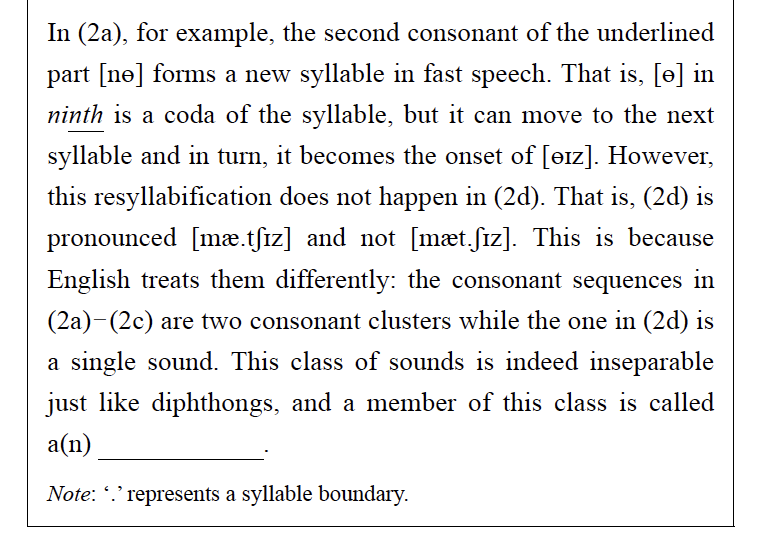 In (2a), for example, the second consonant of the underlined
part [nɵ] forms a new syllable in fast speech. That is, [ɵ] in
ninth is a coda of the syllable, but it can move to the next
syllable and in turn, it becomes the onset of [ɵɪz]. However,
this resyllabification does not happen in (2d). That is, (2d) is
pronounced [mæ.tʃɪz] and not [mæt.ʃɪz]. This is because
English treats them differently: the consonant sequences in
(2a)−(2c) are two consonant clusters while the one in (2d) is
a single sound. This class of sounds is indeed inseparable
just like diphthongs, and a member of this class is called
a(n) ____________.
Note: ‘.’ represents a syllable boundary.